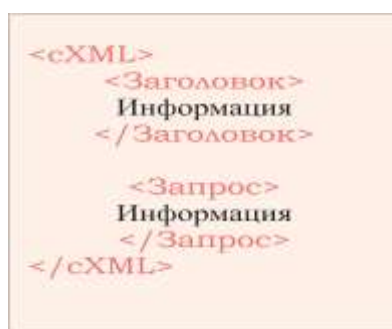 <cXML>
<Заголовок>
Информация
</Заголовок>
<Запрос>
Информация
</Запрос>
</cXML>